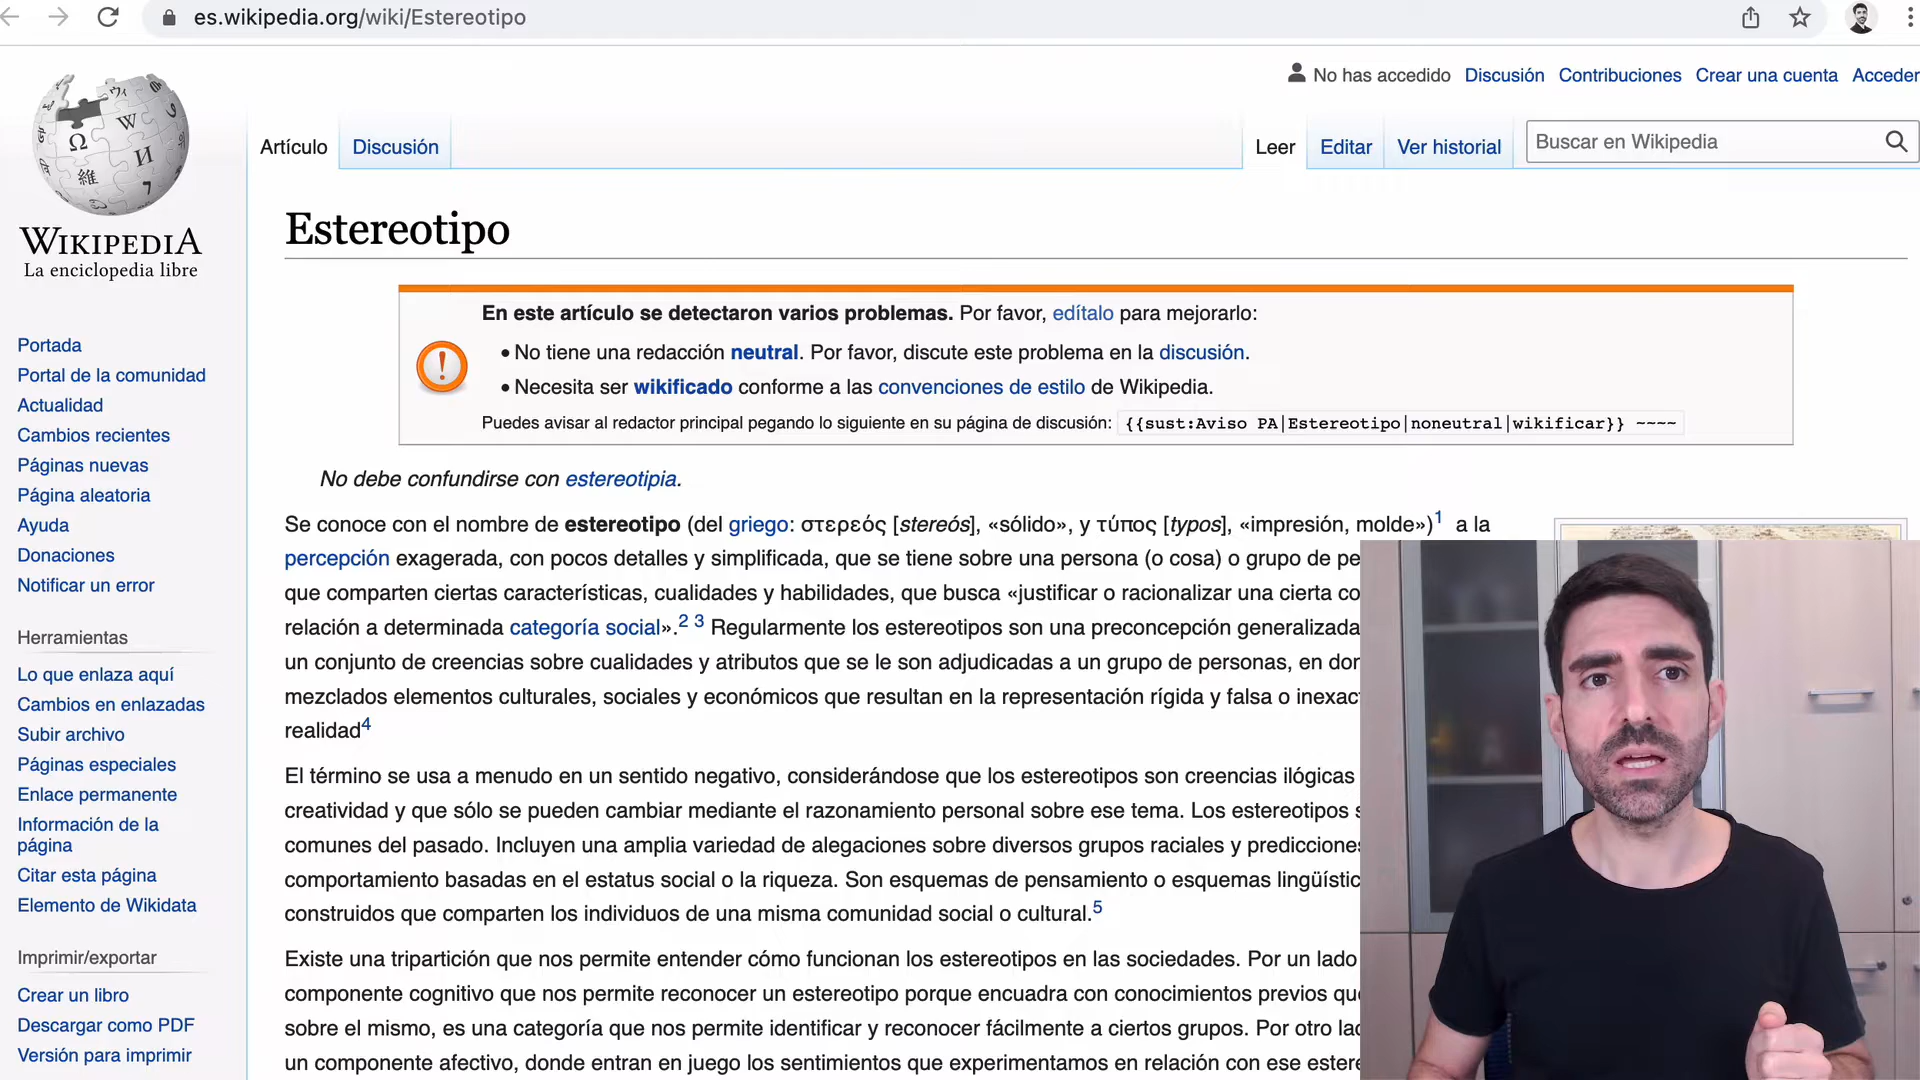 es.wikipedia.org/wiki/Estereotipo
No has accedido Discusión Contribuciones Crear una cuenta Acceder
Artículo Discusión Leer Editar Ver historial Buscar en Wikipedia
WIKIPEDIA
La enciclopedia libre
Portada
Portal de la comunidad
Actualidad
Cambios recientes
Páginas nuevas
Página aleatoria
Ayuda
Donaciones
Notificar un error
Herramientas
Lo que enlaza aquí
Cambios en enlazadas
Subir archivo
Páginas especiales
Enlace permanente
Información de la
página
Citar esta página
Elemento de Wikidata
Imprimir/exportar
Crear un libro
Descargar como PDF
Versión para imprimir
Estereotipo
En este artículo se detectaron varios problemas. Por favor, edítalo para mejorarlo:
• No tiene una redacción neutral. Por favor, discute este problema en la discusión.
• Necesita ser wikificado conforme a las convenciones de estilo de Wikipedia.
Puedes avisar al redactor principal pegando lo siguiente en su página de discusión: {{sust:Aviso PA|Estereotipo|noneutral|wikificar}} ~~~~
No debe confundirse con estereotipia.
Se conoce con el nombre de estereotipo (del griego: στερεός [stereós], «sólido», y τύπος [typos], «impresión, molde»)1 a la
percepción exagerada, con pocos detalles y simplificada, que se tiene sobre una persona (o cosa) o grupo de pe
que comparten ciertas características, cualidades y habilidades, que busca «justificar o racionalizar una cierta co
relación a determinada categoría social».2 3 Regularmente los estereotipos son una preconcepción generalizada
un conjunto de creencias sobre cualidades y atributos que se le son adjudicadas a un grupo de personas, en don
mezclados elementos culturales, sociales y económicos que resultan en la representación rígida y falsa o inexac
realidad4
El término se usa a menudo en un sentido negativo, considerándose que los estereotipos son creencias ilógicas
creatividad y que sólo se pueden cambiar mediante el razonamiento personal sobre ese tema. Los estereotipos s
comunes del pasado. Incluyen una amplia variedad de alegaciones sobre diversos grupos raciales y predicciones
comportamiento basadas en el estatus social o la riqueza. Son esquemas de pensamiento o esquemas lingüístic
construidos que comparten los individuos de una misma comunidad social o cultural.5
Existe una tripartición que nos permite entender cómo funcionan los estereotipos en las sociedades. Por un lado
componente cognitivo que nos permite reconocer un estereotipo porque encuadra con conocimientos previos que
sobre el mismo, es una categoría que nos permite identificar y reconocer fácilmente a ciertos grupos. Por otro lad
un componente afectivo, donde entran en juego los sentimientos que experimentamos en relación con ese estere